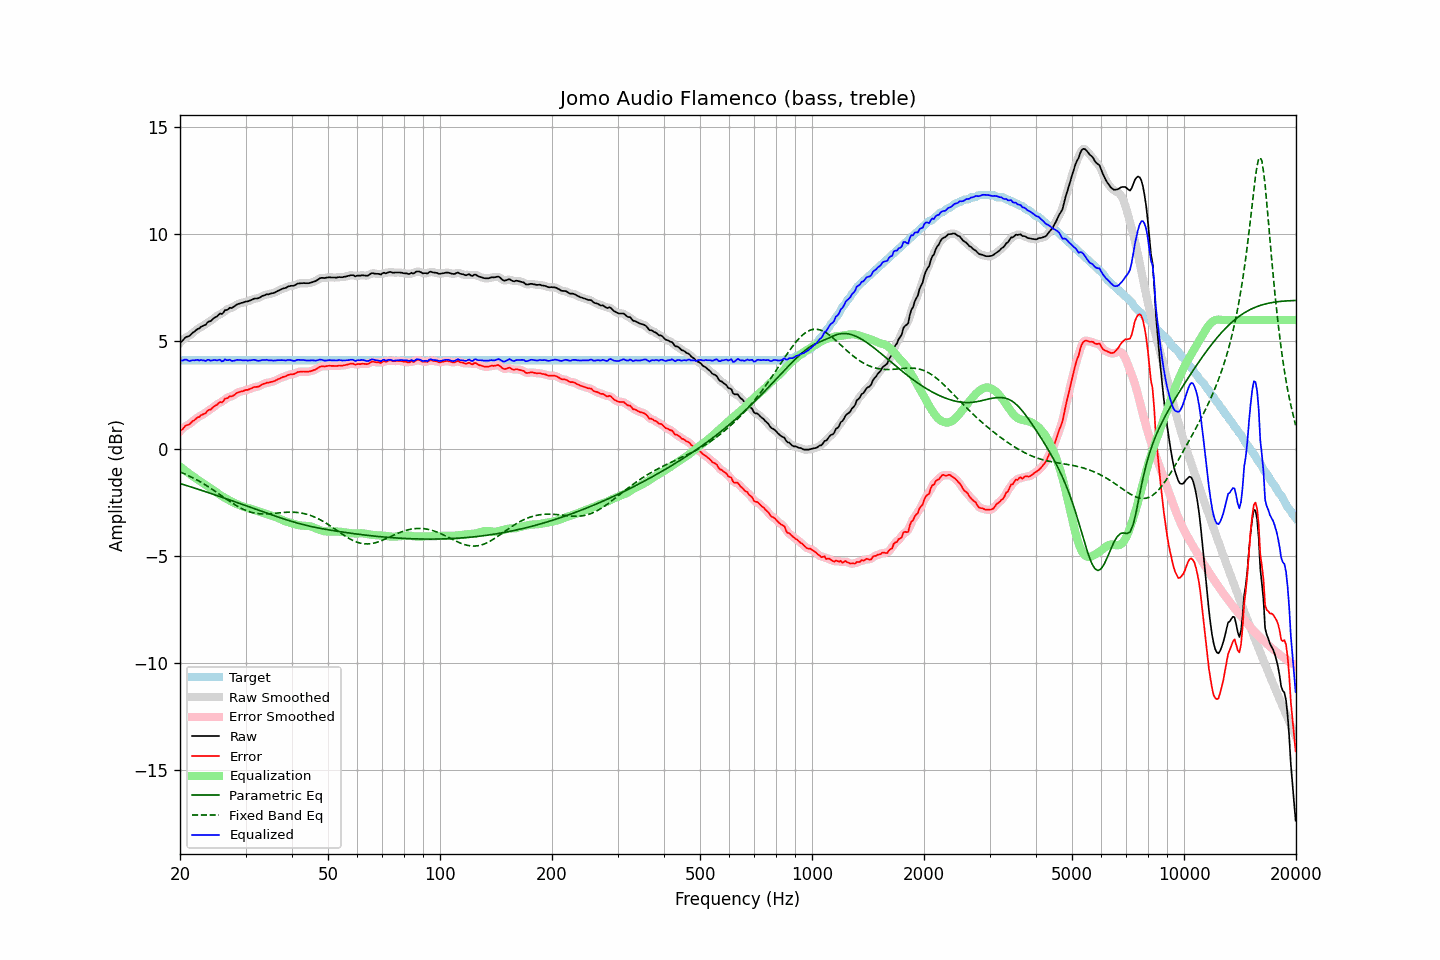 Jomo Audio Flamenco (bass, treble)
15
10
5
0
−5
−10
−15
Amplitude (dBr)
Target
Raw Smoothed
Error Smoothed
Raw
Error
Equalization
Parametric Eq
Fixed Band Eq
Equalized
20
50
100
200
500
1000
2000
5000
10000
20000
Frequency (Hz)